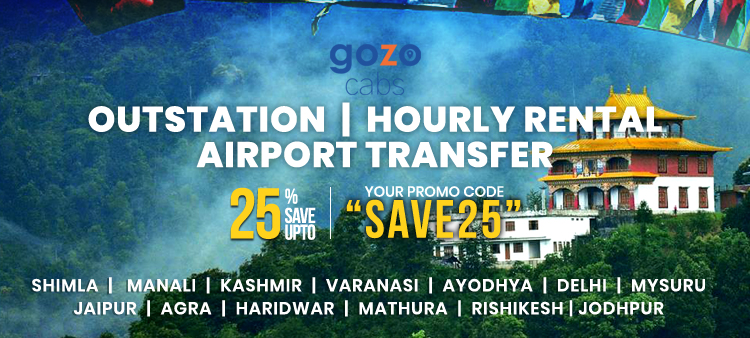 gozo
cabs
OUTSTATION | HOURLY RENTAL
AIRPORT TRANSFER
25% SAVE UPTO
YOUR PROMO CODE
“SAVE25”
SHIMLA | MANALI | KASHMIR | VARANASI | AYODHYA | DELHI | MYSURU
JAIPUR | AGRA | HARIDWAR | MATHURA | RISHIKESH | JODHPUR